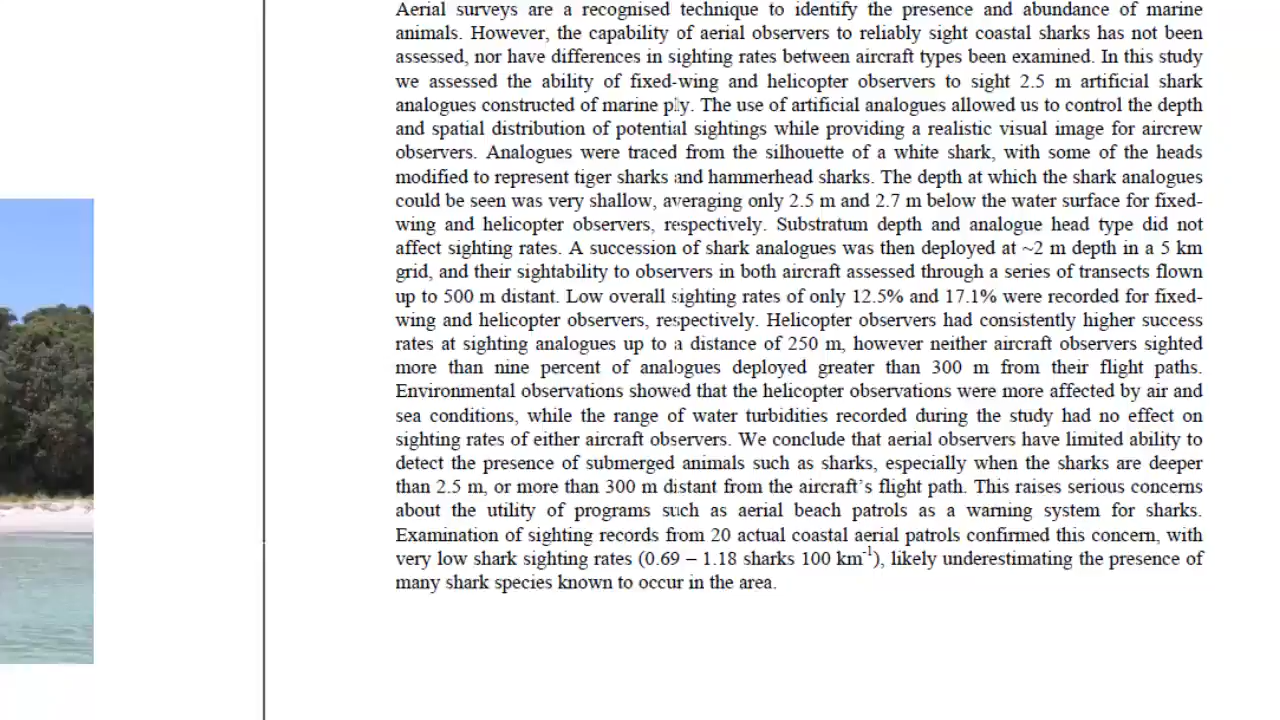 Aerial surveys are a recognised technique to identify the presence and abundance of marine
animals. However, the capability of aerial observers to reliably sight coastal sharks has not been
assessed, nor have differences in sighting rates between aircraft types been examined. In this study
we assessed the ability of fixed-wing and helicopter observers to sight 2.5 m artificial shark
analogues constructed of marine ply. The use of artificial analogues allowed us to control the depth
and spatial distribution of potential sightings while providing a realistic visual image for aircrew
observers. Analogues were traced from the silhouette of a white shark, with some of the heads
modified to represent tiger sharks and hammerhead sharks. The depth at which the shark analogues
could be seen was very shallow, averaging only 2.5 m and 2.7 m below the water surface for fixed-
wing and helicopter observers, respectively. Substratum depth and analogue head type did not
affect sighting rates. A succession of shark analogues was then deployed at ~2 m depth in a 5 km
grid, and their sightability to observers in both aircraft assessed through a series of transects flown
up to 500 m distant. Low overall sighting rates of only 12.5% and 17.1% were recorded for fixed-
wing and helicopter observers, respectively. Helicopter observers had consistently higher success
rates at sighting analogues up to a distance of 250 m, however neither aircraft observers sighted
more than nine percent of analogues deployed greater than 300 m from their flight paths.
Environmental observations showed that the helicopter observations were more affected by air and
sea conditions, while the range of water turbidities recorded during the study had no effect on
sighting rates of either aircraft observers. We conclude that aerial observers have limited ability to
detect the presence of submerged animals such as sharks, especially when the sharks are deeper
than 2.5 m, or more than 300 m distant from the aircraft's flight path. This raises serious concerns
about the utility of programs such as aerial beach patrols as a warning system for sharks.
Examination of sighting records from 20 actual coastal aerial patrols confirmed this concern, with
very low shark sighting rates (0.69 – 1.18 sharks 100 km⁻¹), likely underestimating the presence of
many shark species known to occur in the area.